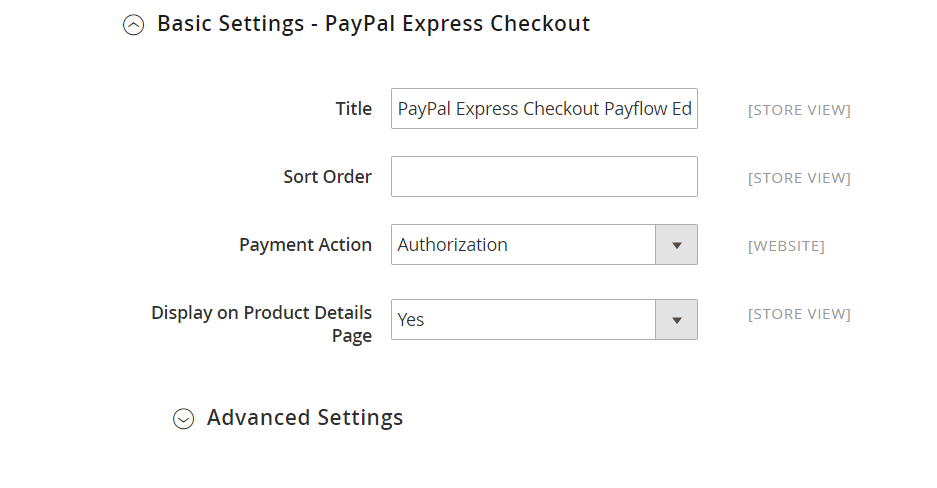 Basic Settings - PayPal Express Checkout
Title
PayPal Express Checkout Payflow Ed
[STORE VIEW]
Sort Order
[STORE VIEW]
Payment Action
Authorization
[WEBSITE]
Display on Product Details
Page
Yes
[STORE VIEW]
Advanced Settings